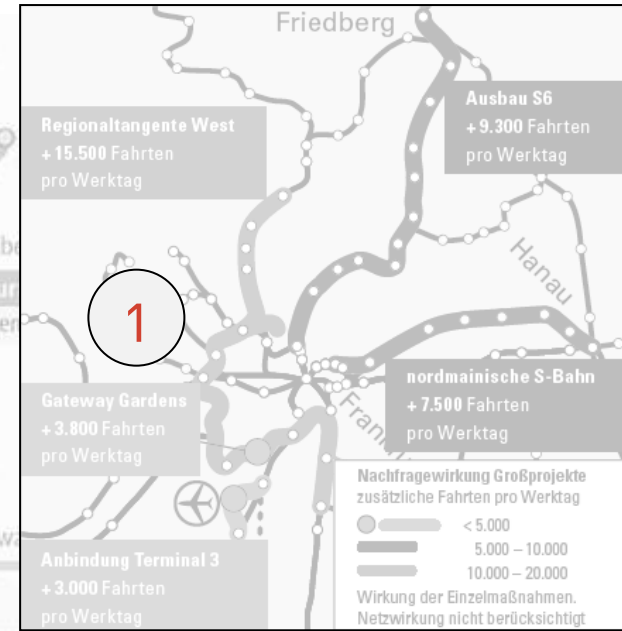 Friedberg
Ausbau S6
+ 9.300 Fahrten
pro Werktag
Regionaltangente West
+ 15.500 Fahrten
pro Werktag
Hanau
1
nordmainische S-Bahn
+ 7.500 Fahrten
pro Werktag
Gateway Gardens
+ 3.800 Fahrten
pro Werktag
Nachfragewirkung Großprojekte
zusätzliche Fahrten pro Werktag
< 5.000
5.000 – 10.000
10.000 – 20.000
Wirkung der Einzelmaßnahmen.
Netzwirkung nicht berücksichtigt
Anbindung Terminal 3
+ 3.000 Fahrten
pro Werktag